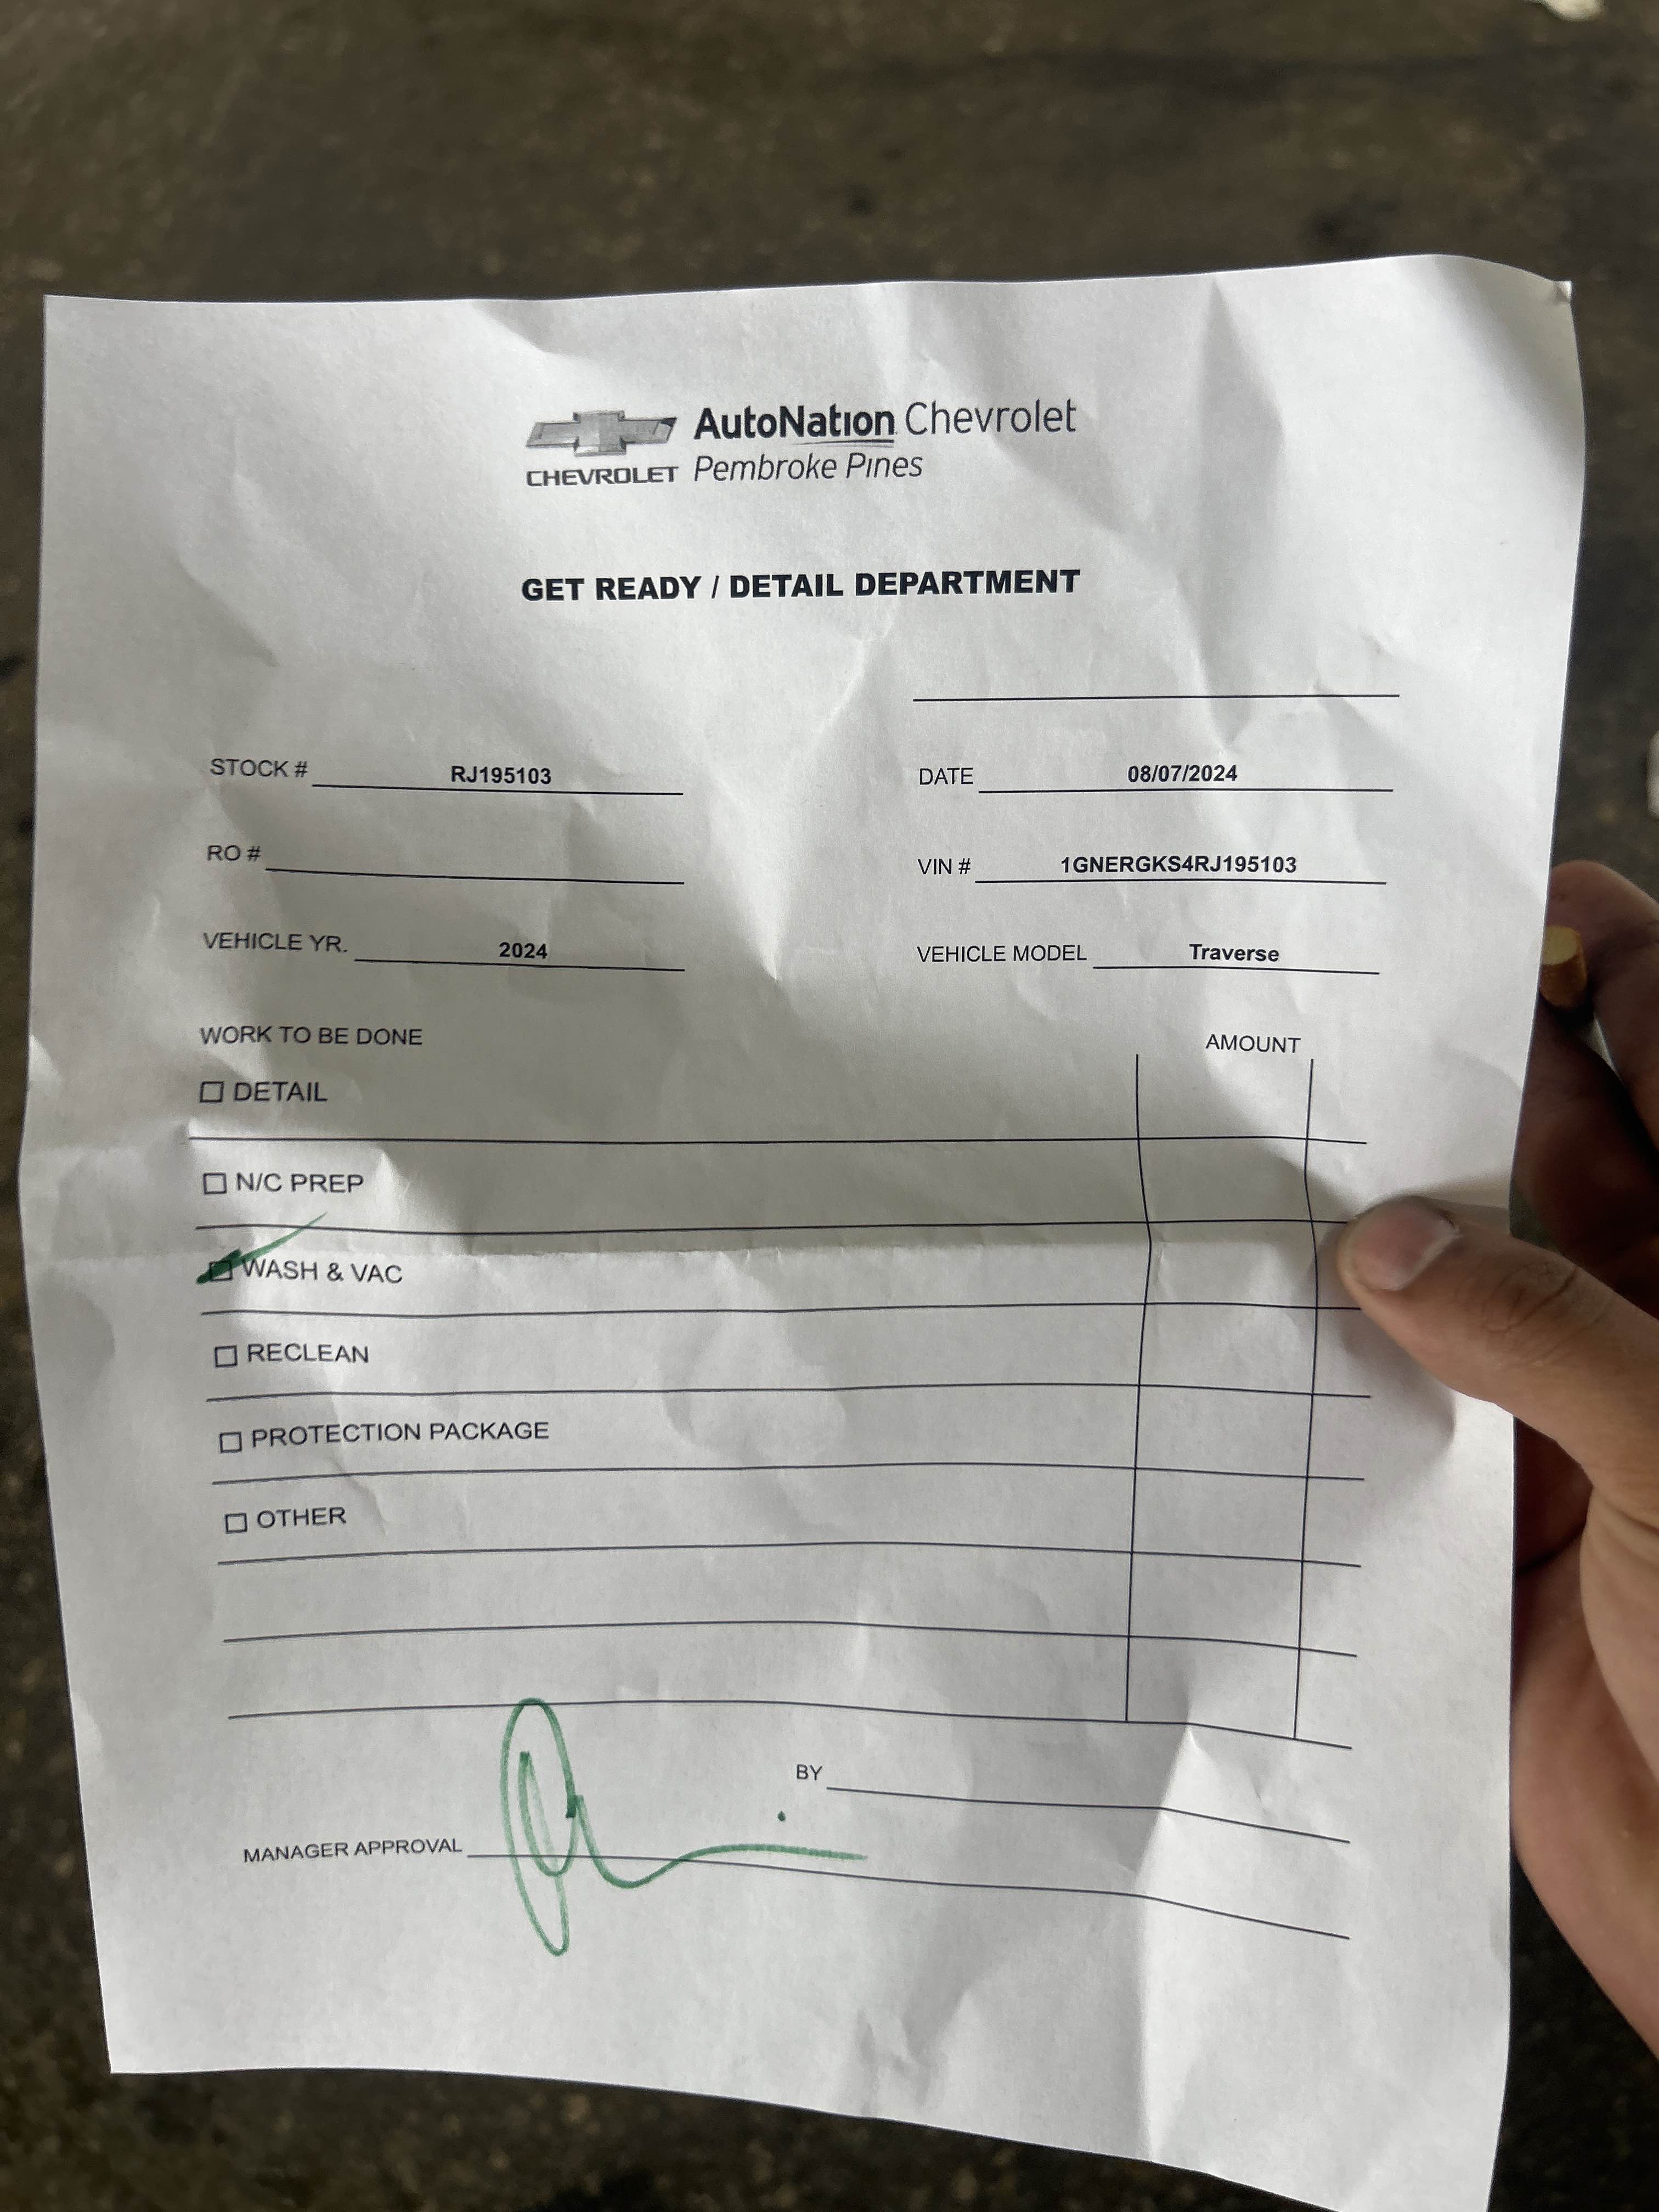 AutoNation Chevrolet
CHEVROLET Pembroke Pines
GET READY / DETAIL DEPARTMENT
STOCK # RJ195103 DATE 08/07/2024
RO # VIN # 1GNERGKS4RJ195103
VEHICLE YR. 2024 VEHICLE MODEL Traverse
WORK TO BE DONE AMOUNT
DETAIL
N/C PREP
WASH & VAC
RECLEAN
PROTECTION PACKAGE
OTHER
BY
MANAGER APPROVAL